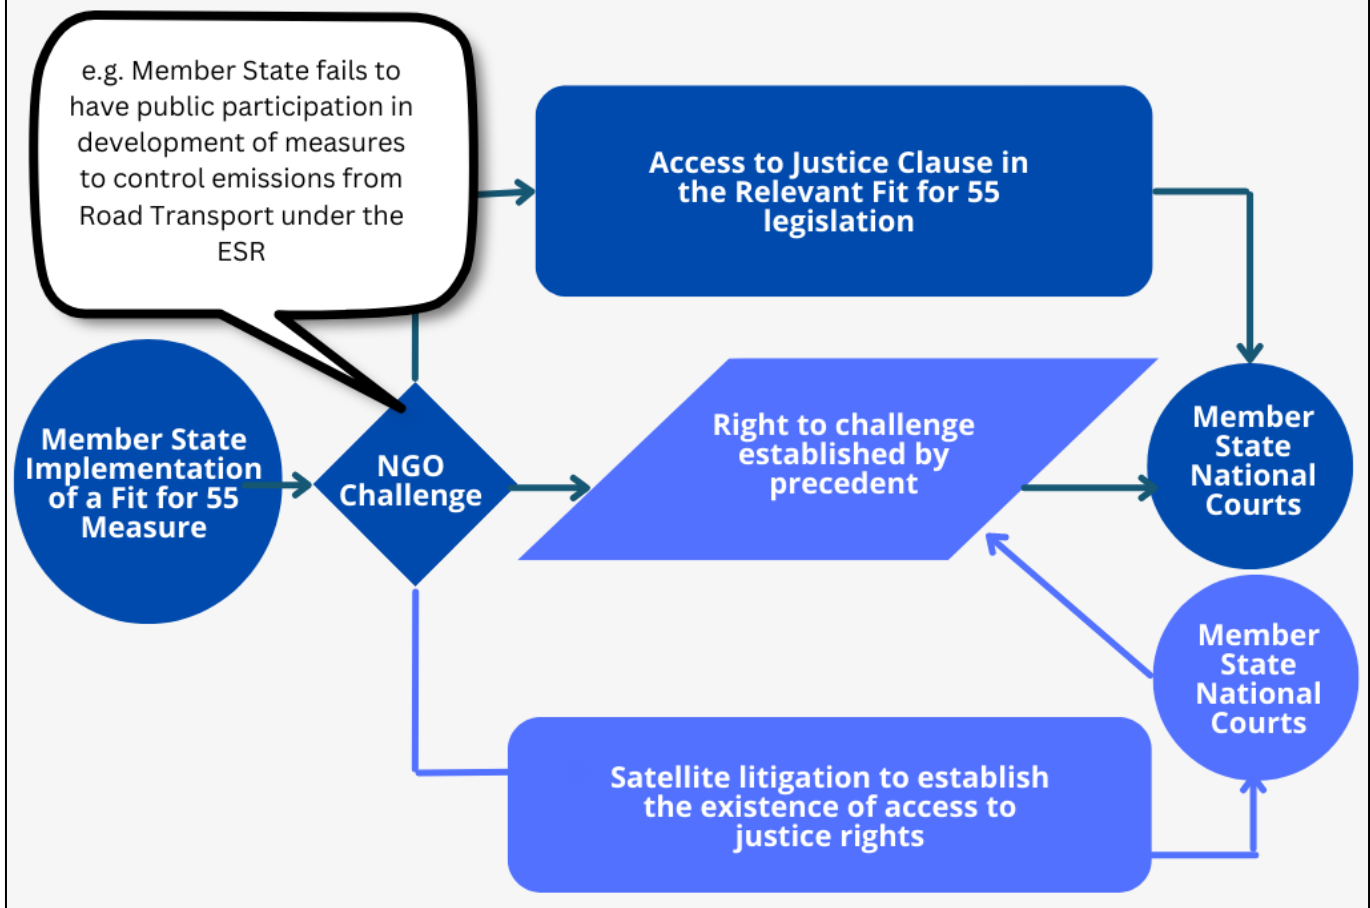 e.g. Member State fails to
have public participation in
development of measures
to control emissions from
Road Transport under the
ESR
Access to Justice Clause in
the Relevant Fit for 55
legislation
Member State
Implementation
of a Fit for 55
Measure
NGO
Challenge
Right to challenge
established by
precedent
Member
State
National
Courts
Member
State
National
Courts
Satellite litigation to establish
the existence of access to
justice rights